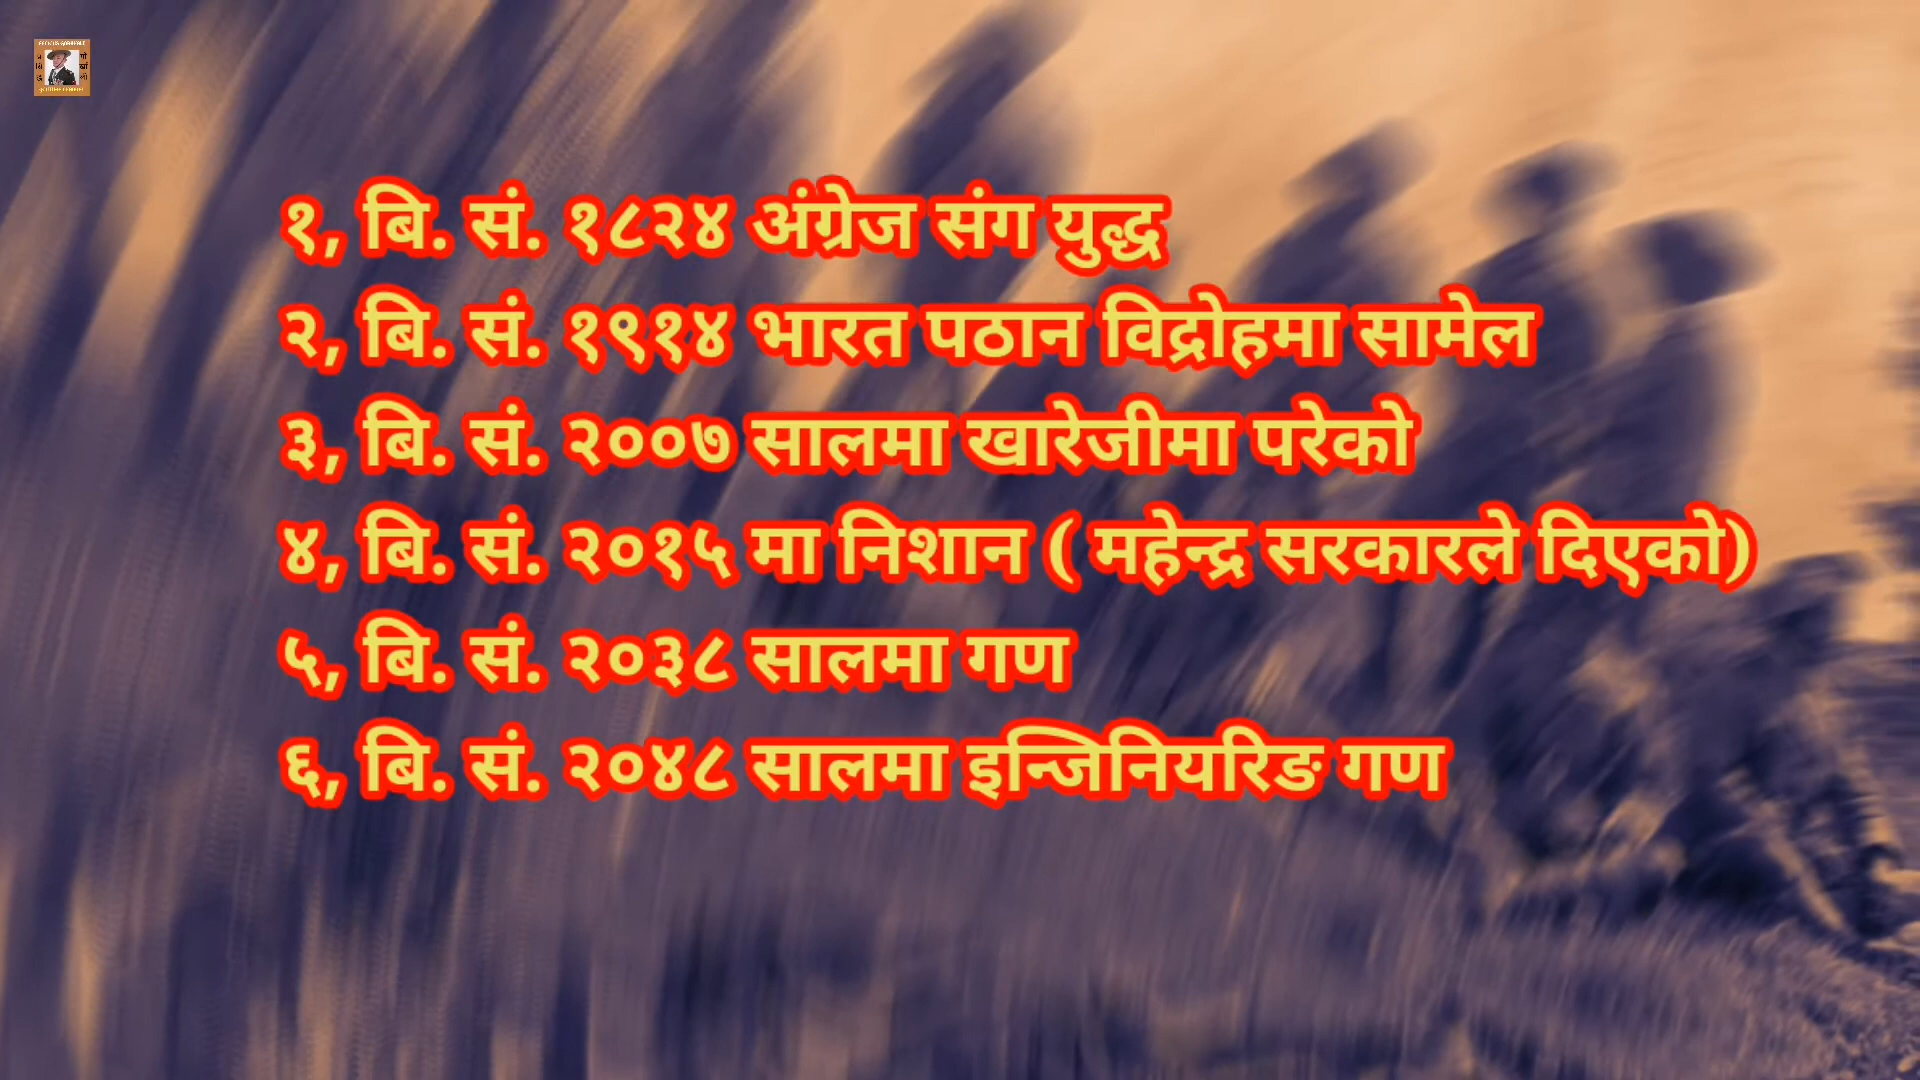 १, बि. सं. १८२४ अंग्रेज संग युद्ध
२, बि. सं. १९१४ भारत पठान विद्रोहमा सामेल
३, बि. सं. २००७ सालमा खारेजीमा परेको
४, बि. सं. २०१५ मा निशान ( महेन्द्र सरकारले दिएको)
५, बि. सं. २०३८ सालमा गण
६, बि. सं. २०४८ सालमा इन्जिनियरिङ गण